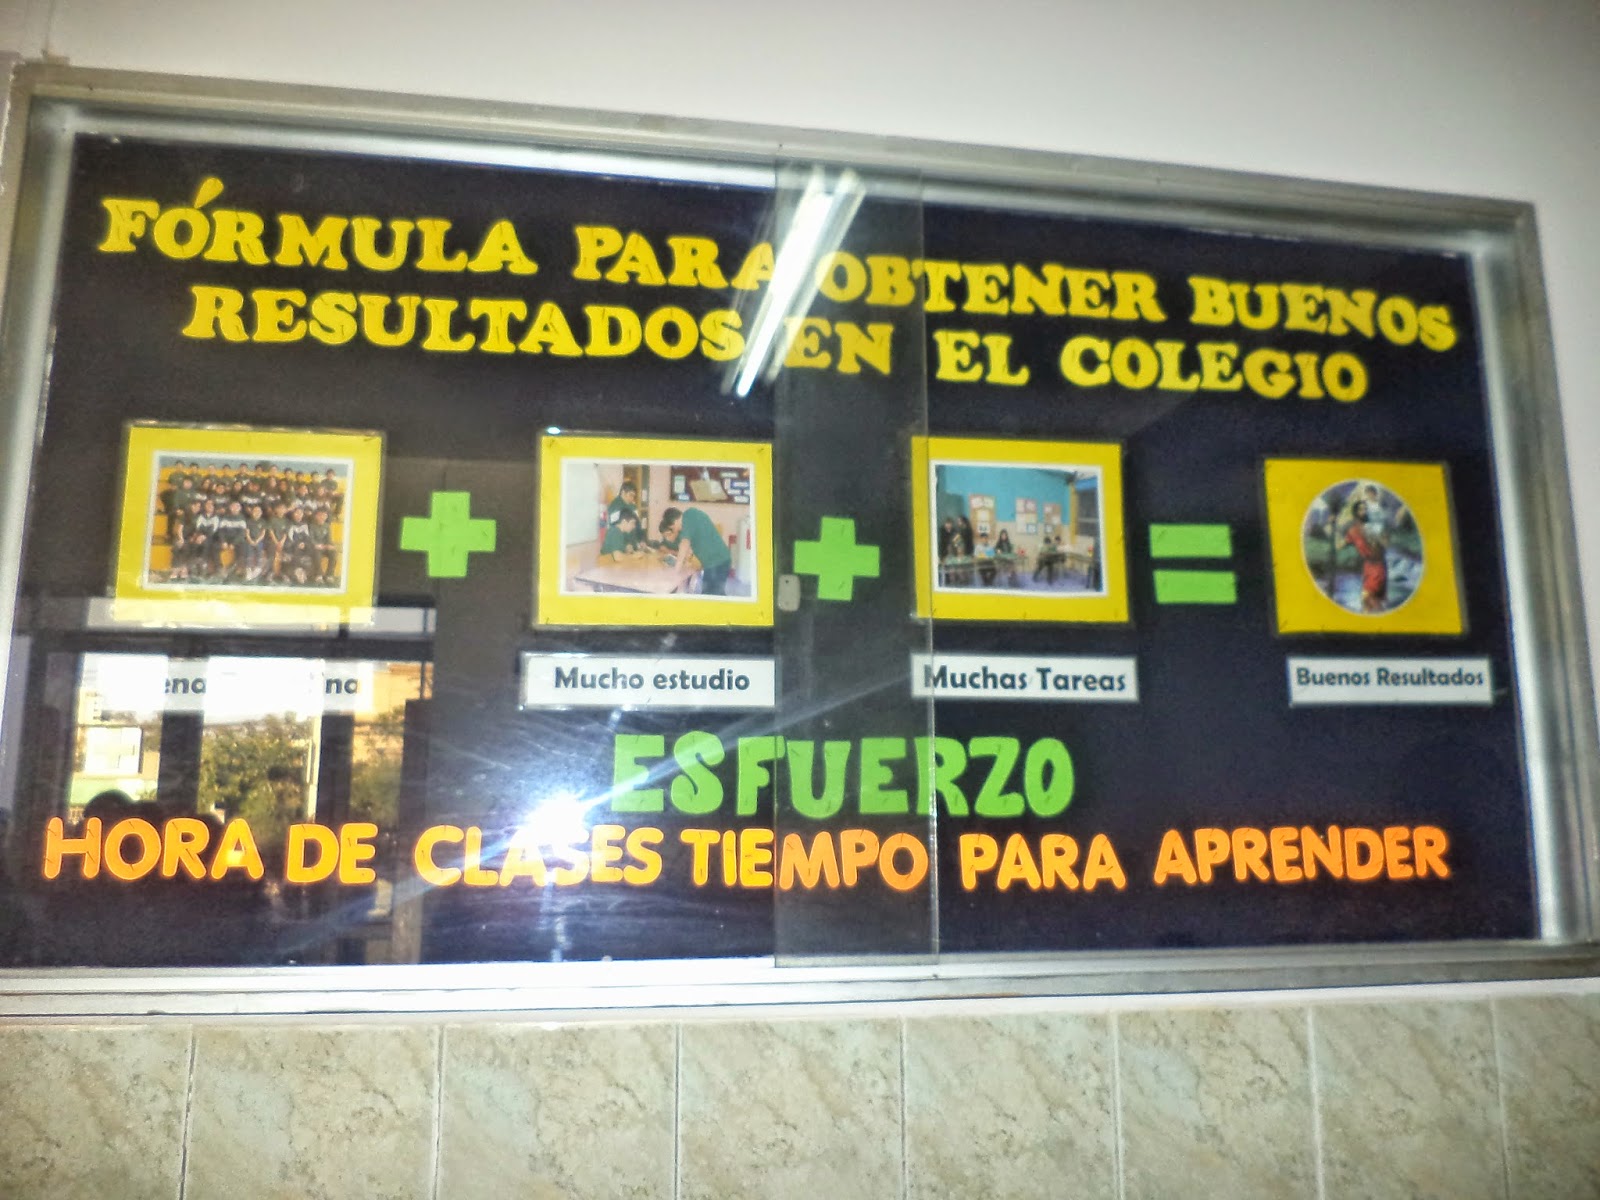 FÓRMULA PARA OBTENER BUENOS
RESULTADOS EN EL COLEGIO
Mucho estudio
Muchas Tareas
Buenos Resultados
ESFUERZO
HORA DE CLASES TIEMPO PARA APRENDER